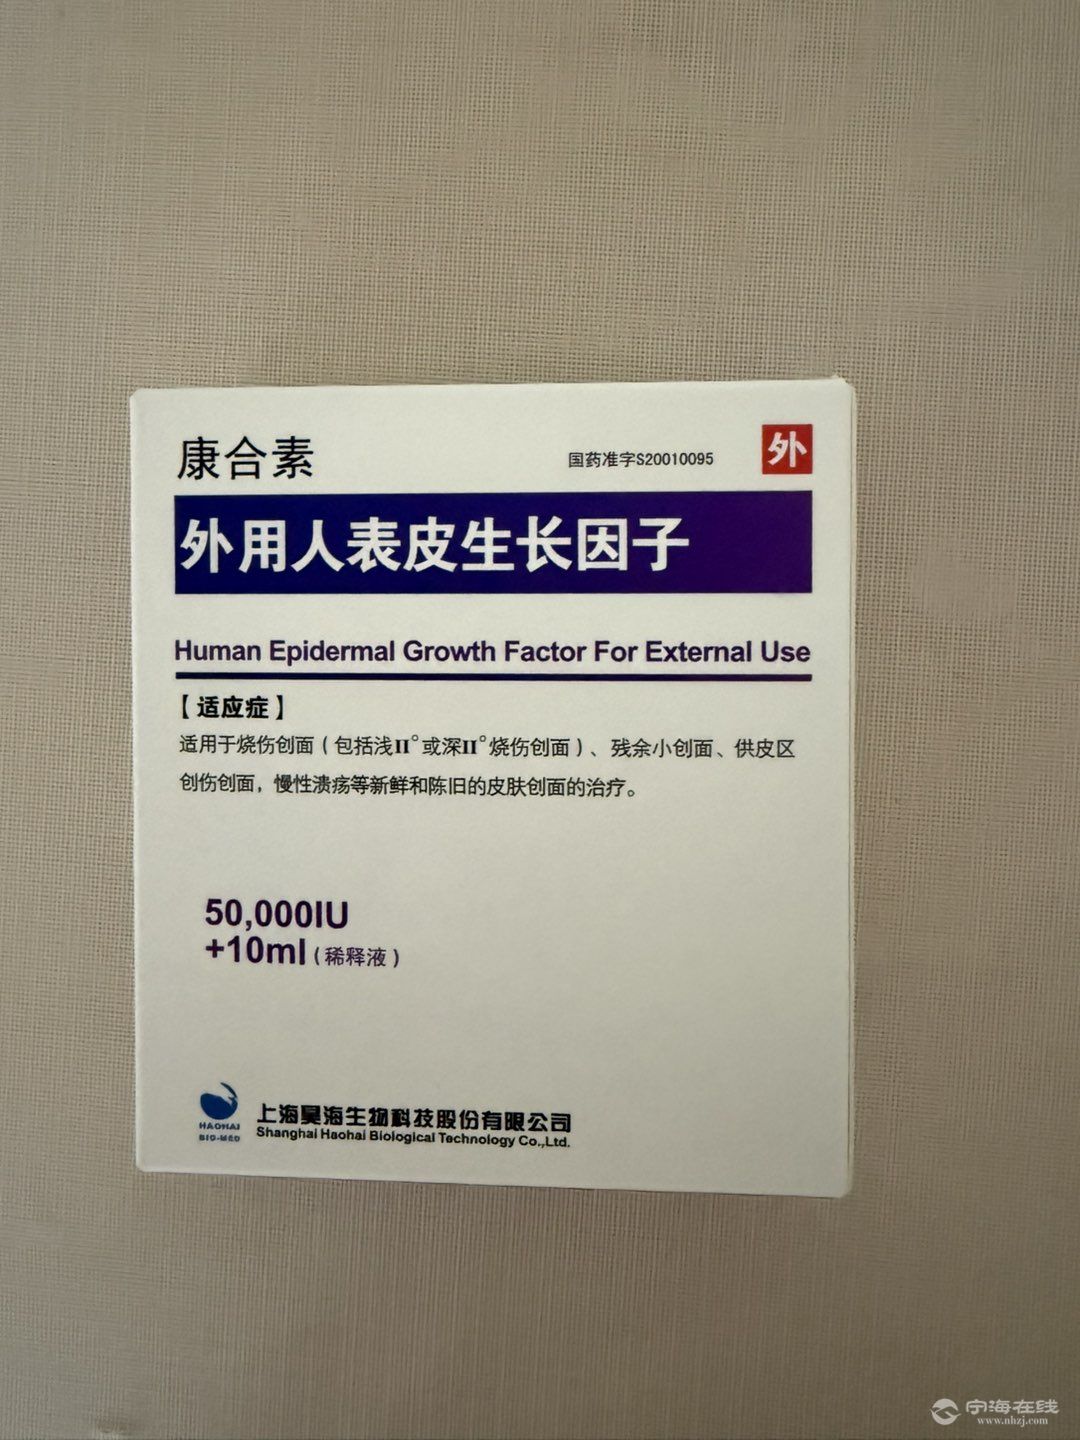 康合素
国药准字S20010095
外
外用人表皮生长因子
Human Epidermal Growth Factor For External Use
【适应症】
适用于烧伤创面（包括浅II°或深II°烧伤创面）、残余小创面、供皮区
创伤创面，慢性溃疡等新鲜和陈旧的皮肤创面的治疗。
50,000IU
+10ml（稀释液）
HAOHAI
BIO-MED
上海昊海生物科技股份有限公司
Shanghai Haohai Biological Technology Co.,Ltd.
宁海在线
www.nhzj.com